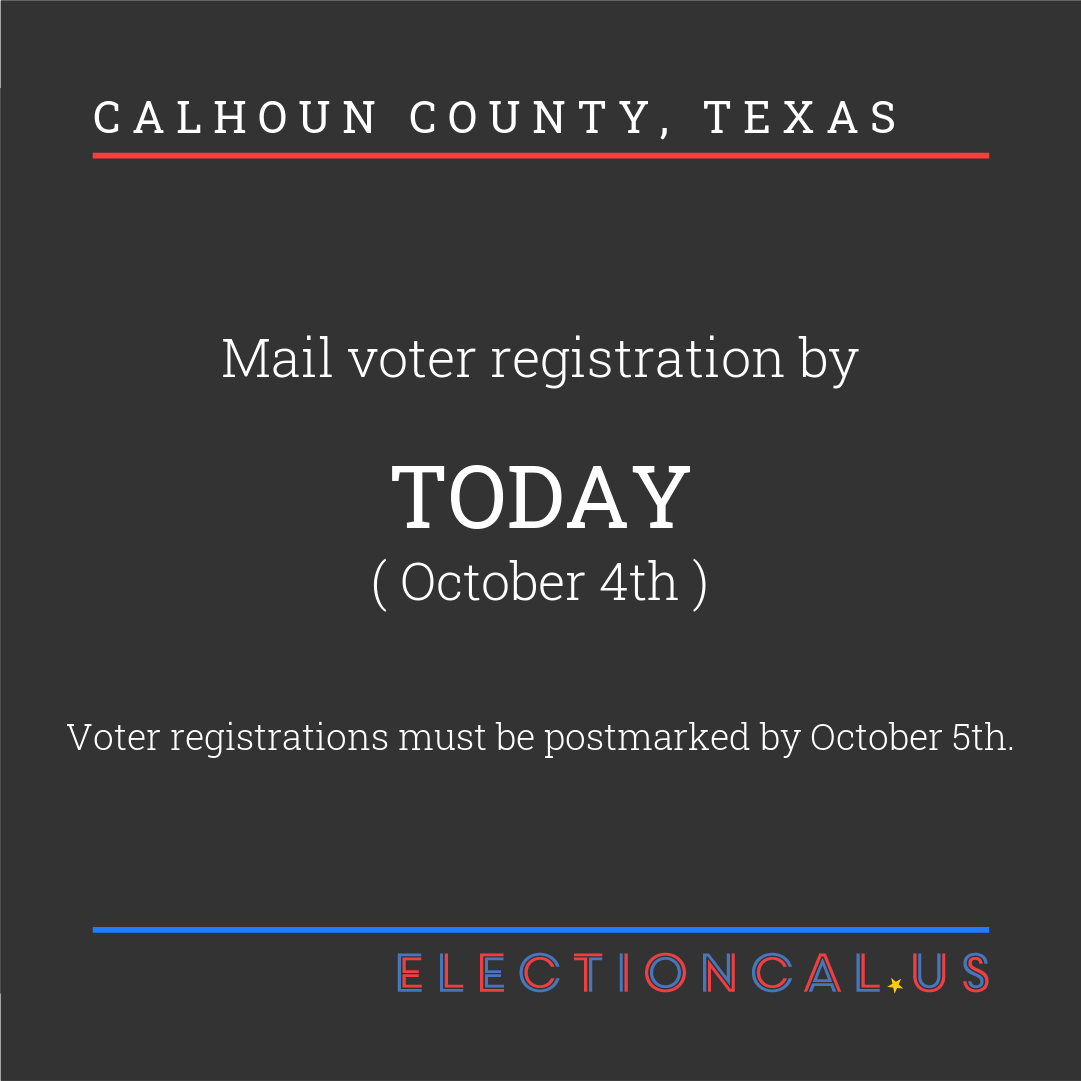 CALHOUN COUNTY, TEXAS
Mail voter registration by
TODAY
( October 4th )
Voter registrations must be postmarked by October 5th.
ELECTIONCAL.US